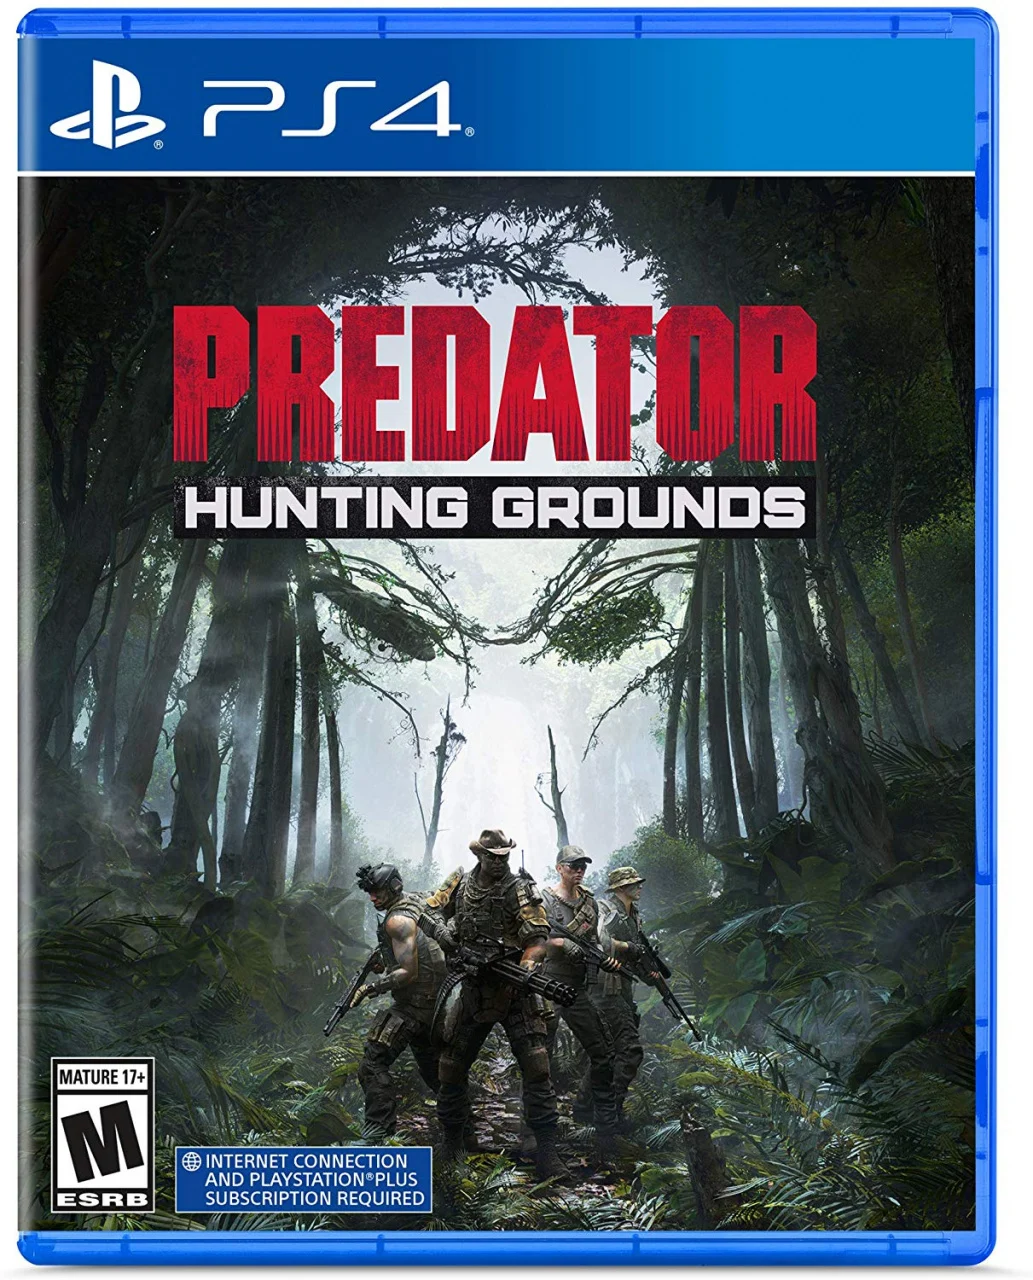 PS4®
PREDATOR
HUNTING GROUNDS
MATURE 17+
M
ESRB
INTERNET CONNECTION
AND PLAYSTATION®PLUS
SUBSCRIPTION REQUIRED